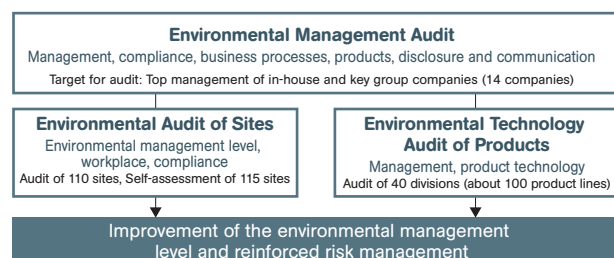 Environmental Management Audit
Management, compliance, business processes, products, disclosure and communication
Target for audit: Top management of in-house and key group companies (14 companies)
Environmental Audit of Sites
Environmental management level,
workplace, compliance
Audit of 110 sites, Self-assessment of 115 sites
Environmental Technology
Audit of Products
Management, product technology
Audit of 40 divisions (about 100 product lines)
Improvement of the environmental management
level and reinforced risk management